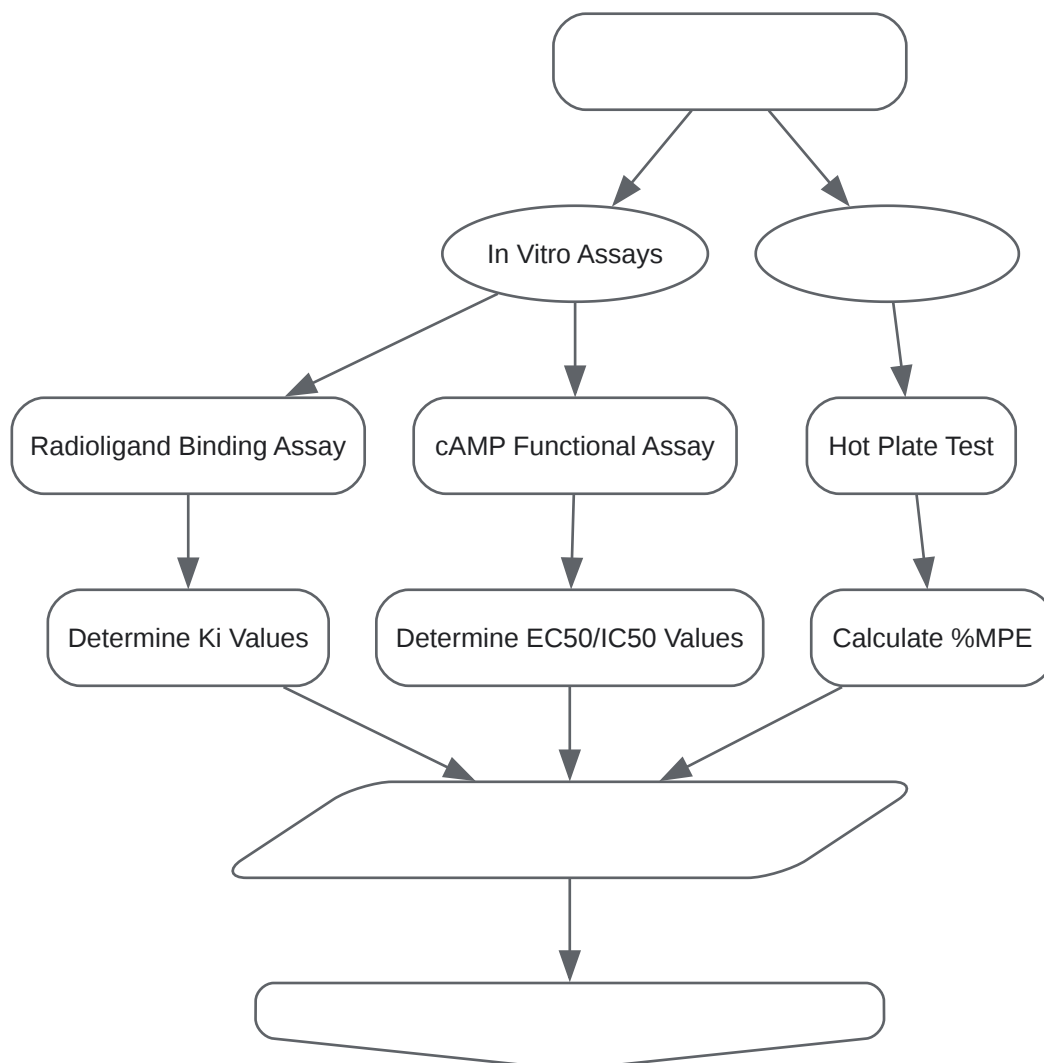 In Vitro Assays
Radioligand Binding Assay
cAMP Functional Assay
Hot Plate Test
Determine Ki Values
Determine EC50/IC50 Values
Calculate %MPE